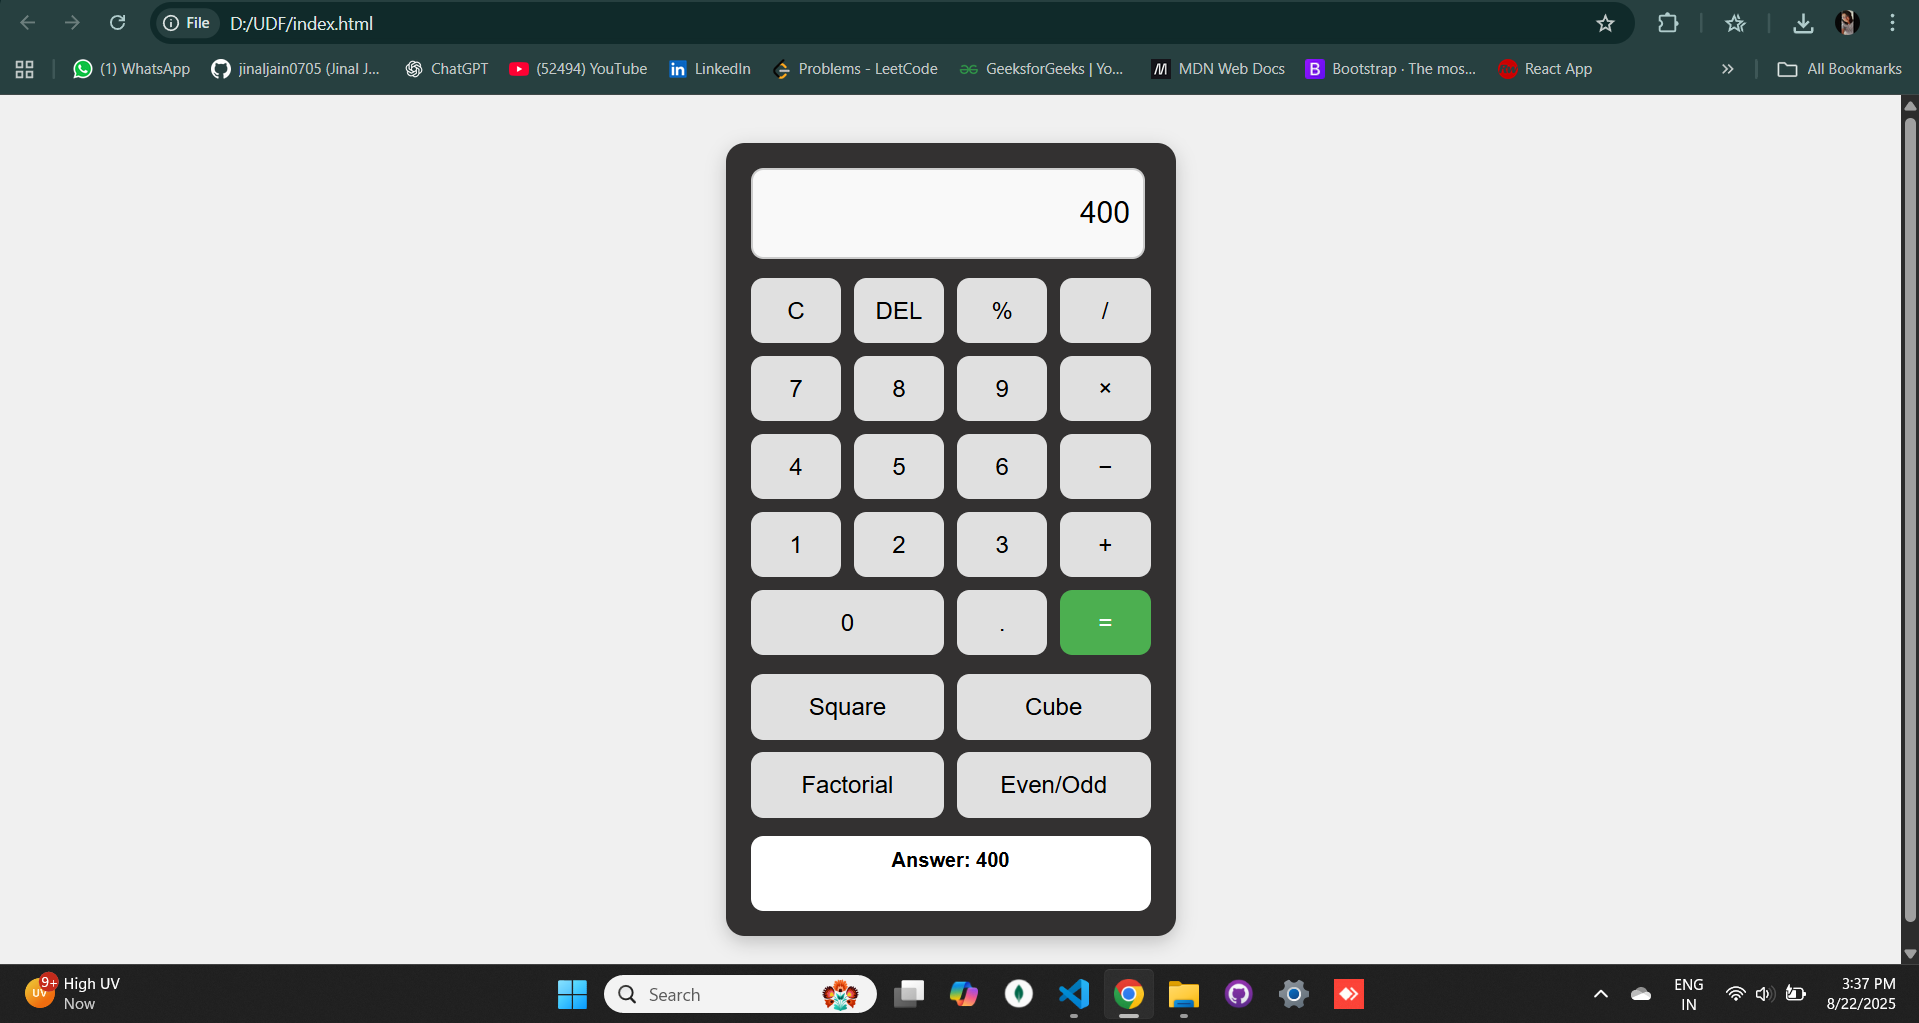 File D:/UDF/index.html
(1) WhatsApp jinaljain0705 (Jinal J... ChatGPT (52494) YouTube LinkedIn Problems - LeetCode GeeksforGeeks | Yo... MDN Web Docs Bootstrap · The mos... React App » All Bookmarks
400
C DEL % /
7 8 9 ×
4 5 6 −
1 2 3 +
0 . =
Square Cube
Factorial Even/Odd
Answer: 400
9+ High UV
UV Now
Search
ENG
IN
3:37 PM
8/22/2025